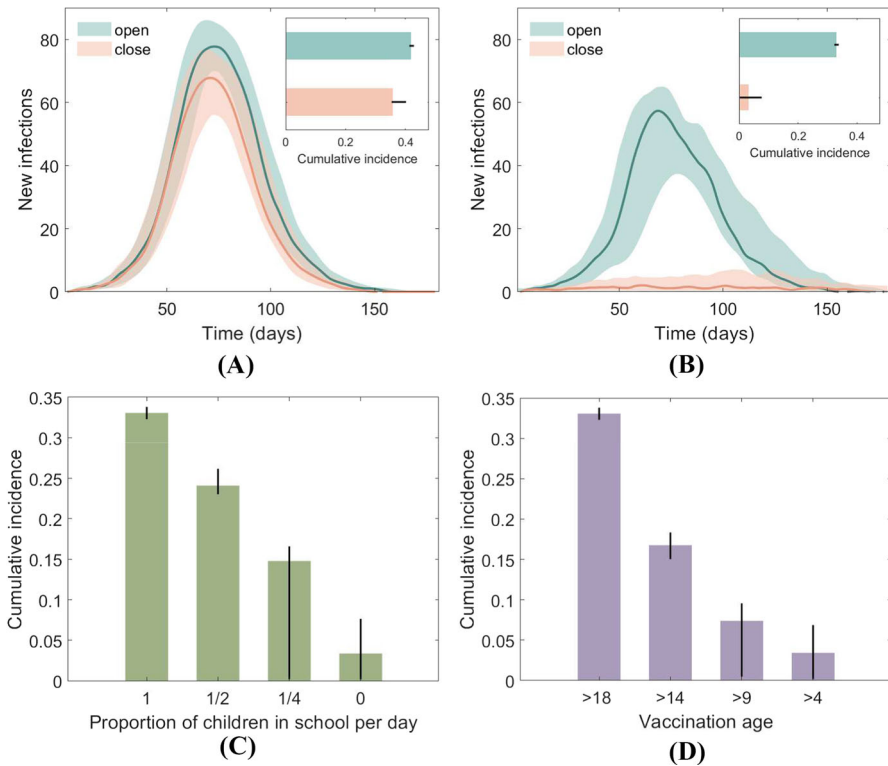 80
60
40
20
0
New infections
open
close
0
0.2
0.4
Cumulative incidence
50
100
150
Time (days)
(A)
80
60
40
20
0
New infections
open
close
0
0.2
0.4
Cumulative incidence
50
100
150
Time (days)
(B)
0.35
0.3
0.25
0.2
0.15
0.1
0.05
0
Cumulative incidence
1
1/2
1/4
0
Proportion of children in school per day
(C)
0.35
0.3
0.25
0.2
0.15
0.1
0.05
0
Cumulative incidence
>18
>14
>9
>4
Vaccination age
(D)